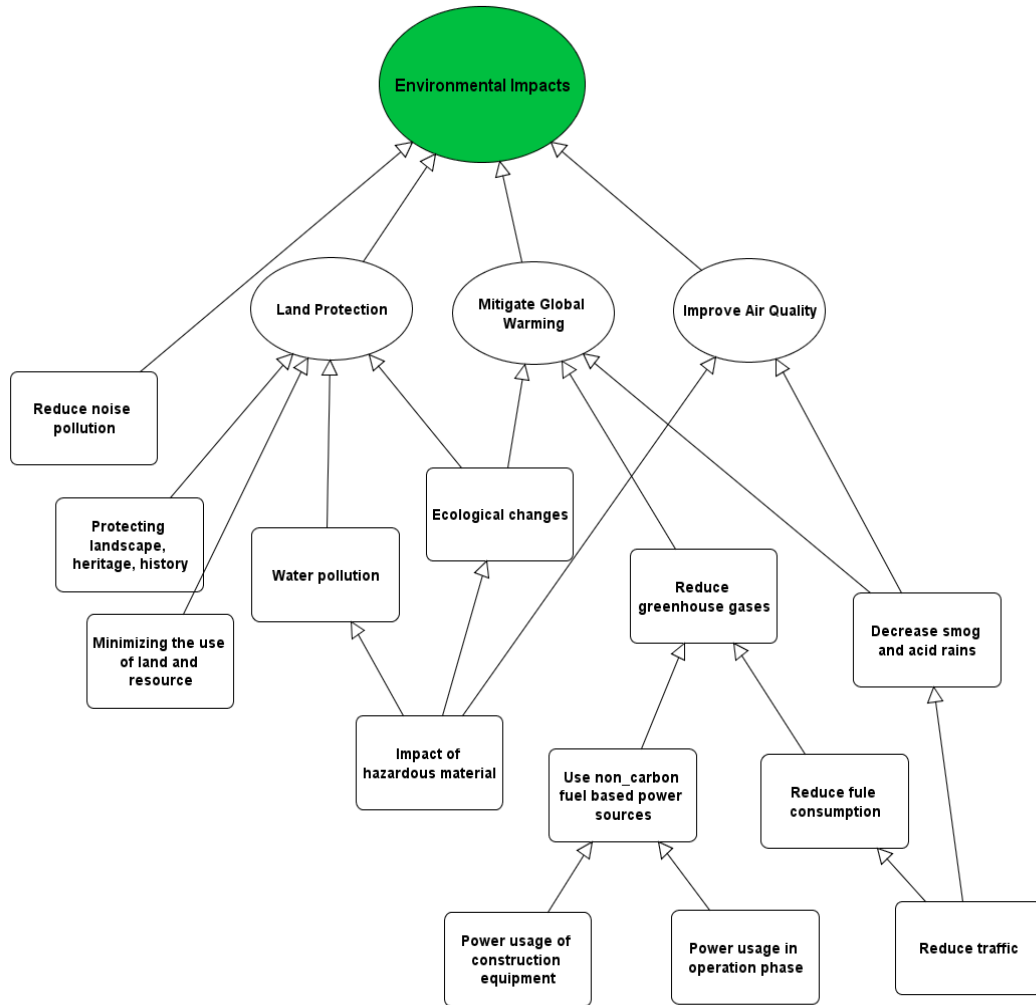 Environmental Impacts
Land Protection
Mitigate Global
Warming
Improve Air Quality
Reduce noise
pollution
Protecting
landscape,
heritage, history
Ecological changes
Water pollution
Reduce
greenhouse gases
Minimizing the use
of land and
resource
Decrease smog
and acid rains
Impact of
hazardous material
Use non_carbon
fuel based power
sources
Reduce fule
consumption
Power usage of
construction
equipment
Power usage in
operation phase
Reduce traffic